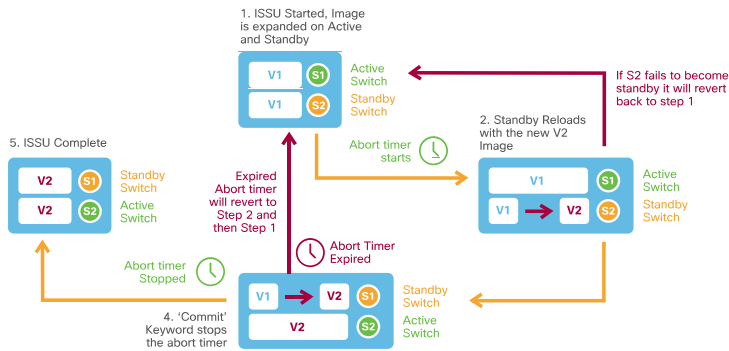 1. ISSU Started, Image
is expanded on Active
and Standby
V1
S1
Active
Switch
V1
S2
Standby
Switch
If S2 fails to become
standby it will revert
back to step 1
2. Standby Reloads
with the new V2
Image
Abort timer
starts
V1
S1
Active
Switch
V1
V2
S2
Standby
Switch
5. ISSU Complete
V2
S1
Standby
Switch
V2
S2
Active
Switch
Expired
Abort timer
will revert to
Step 2 and
then Step 1
Abort Timer
Expired
Abort timer
Stopped
4. ‘Commit’
Keyword stops
the abort timer
V1
V2
S1
Standby
Switch
V2
S2
Active
Switch